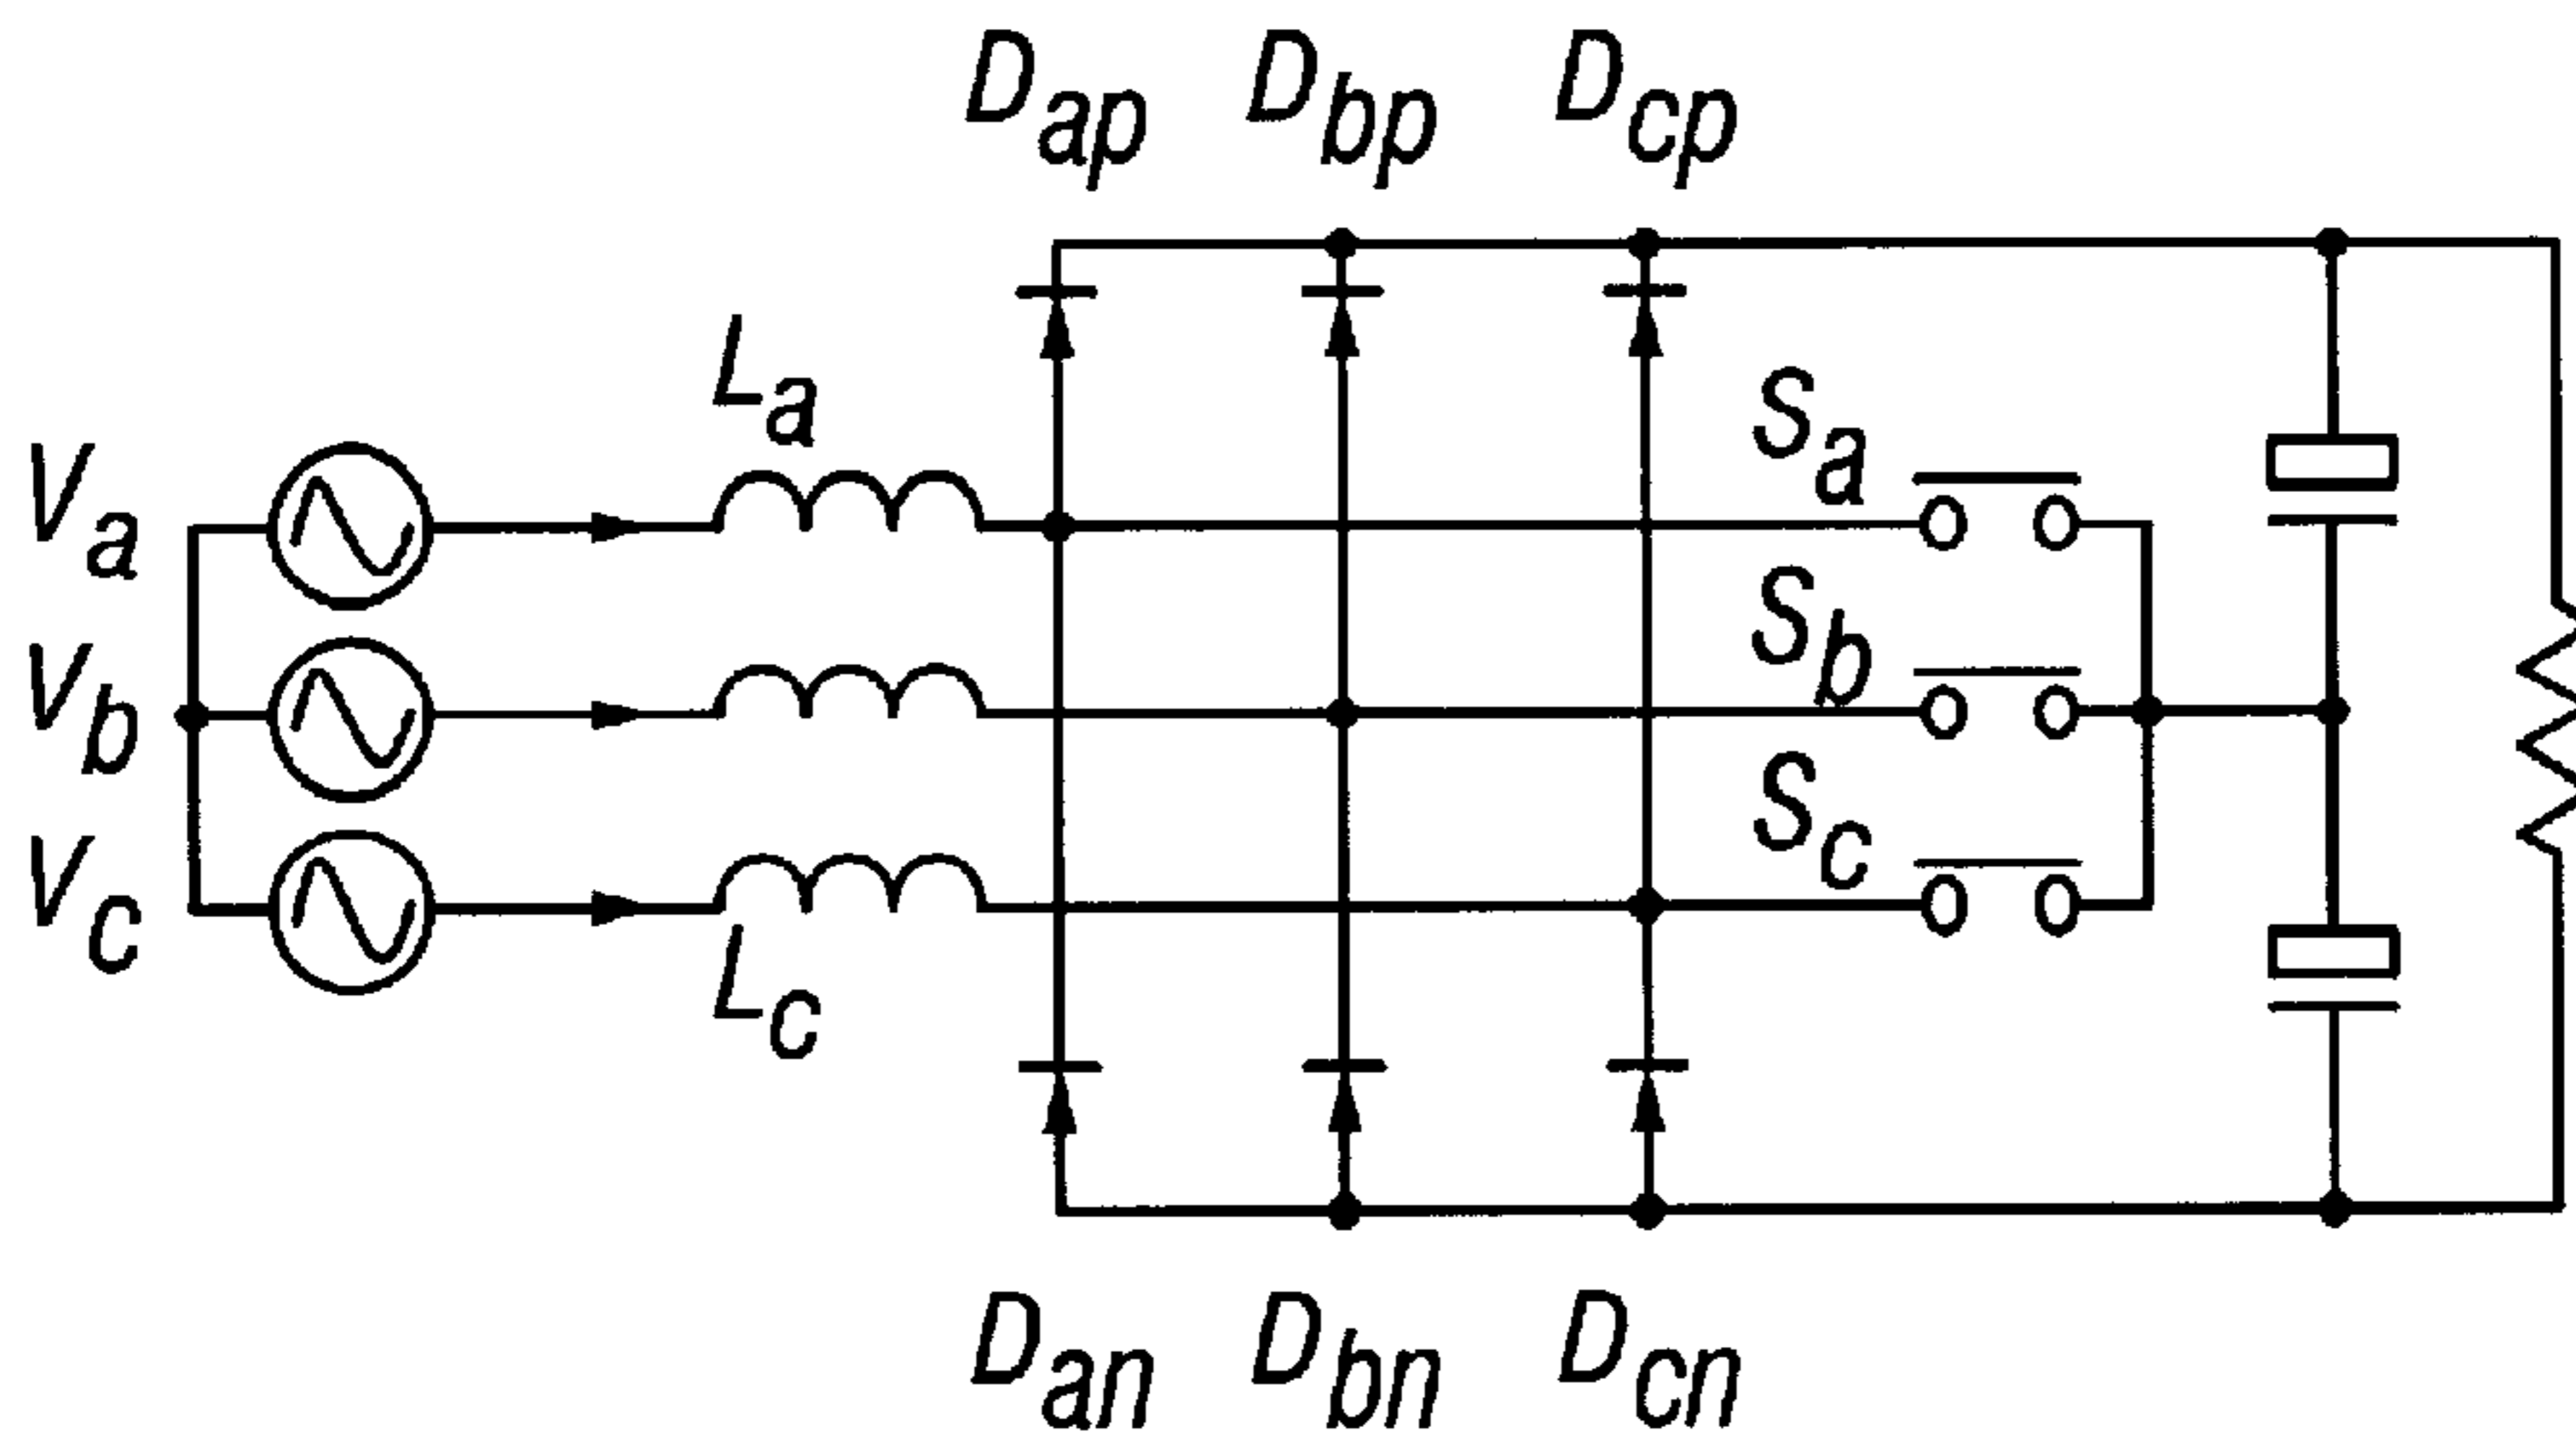 Dap Dbp Dcp
La
Sa
Va
Sb
Vb
Sc
Vc
Lc
Dan Dbn Dcn